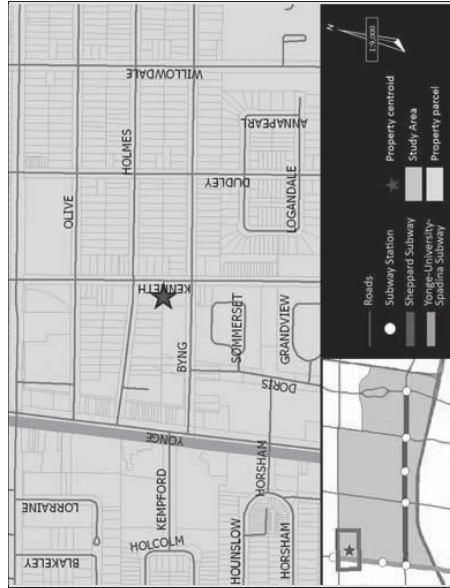 WILLOWDALE
ANNAPEARL
HOLMES
OLIVE
DUDLEY
LOGANDALE
KENNETH
BYNG
SOMMERSET
GRANDVIEW
DORIS
YONGE
KEMPFORD
HORSHAM
LORRAINE
HOLCOLM
HOUNSLOW
HORSHAM
BLAKELEY
N
1:9,000
Roads
Subway Station
Sheppard Subway
Yonge-University-
Spadina Subway
Property centroid
Study Area
Property parcel